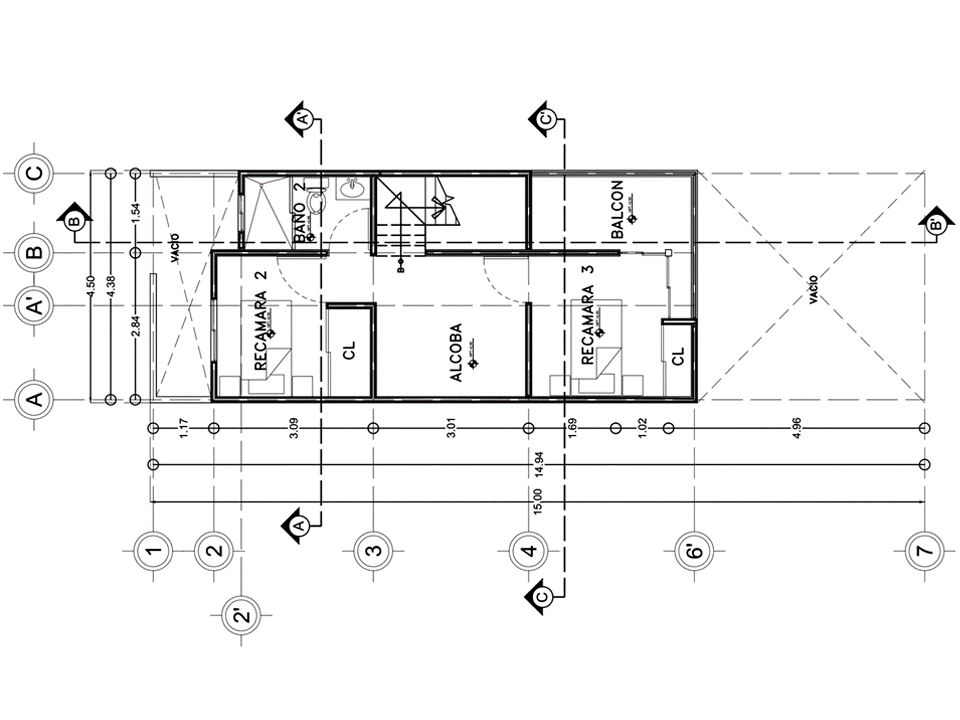 A'
C'
C
B
B'
B
A'
A
1.54
2.84
4.38
4.50
VACIO
BAÑO 2
B
BALCON
VACIO
RECAMARA 2
CL
ALCOBA
RECAMARA 3
CL
1.17
3.09
3.01
1.69
1.02
4.96
14.94
15.00
A
C
1
2
3
4
6'
7
2'